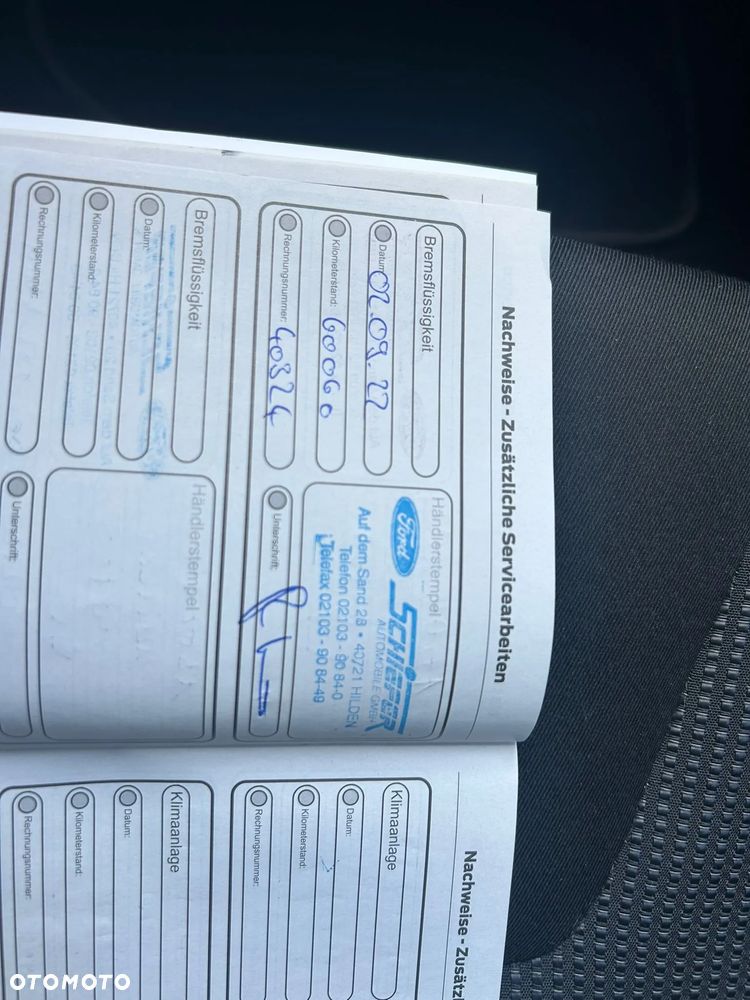 Nachweise - Zusätzliche Servicearbeiten
Bremsflüssigkeit
Datum: 02.09.22
Kilometerstand: 60060
Rechnungsnummer: 40324
Händlerstempel
Ford
SCHIEFER
AUTOMOBILE GMBH
Auf dem Sand 28 • 40721 HILDEN
Telefon 02103 - 90 84-0
Telefax 02103 - 90 84-49
Unterschrift:
Bremsflüssigkeit
Datum:
Kilometerstand:
Rechnungsnummer:
Händlerstempel
Unterschrift:
Nachweise - Zusätzl
Klimaanlage
Datum:
Kilometerstand:
Rechnungsnummer:
Klimaanlage
Datum:
Kilometerstand:
Rechnungsnummer:
OTOMOTO